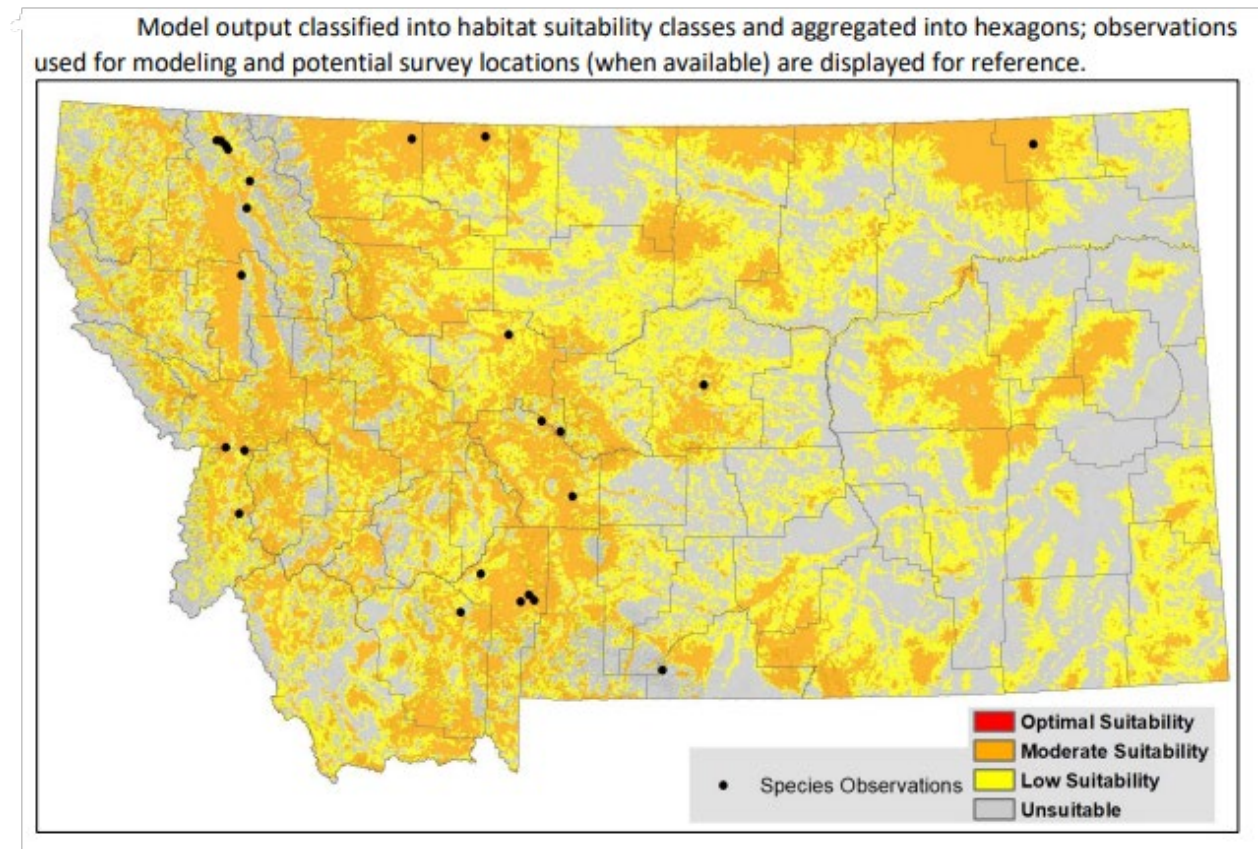 Model output classified into habitat suitability classes and aggregated into hexagons; observations
used for modeling and potential survey locations (when available) are displayed for reference.
Optimal Suitability
Moderate Suitability
Species Observations
Low Suitability
Unsuitable